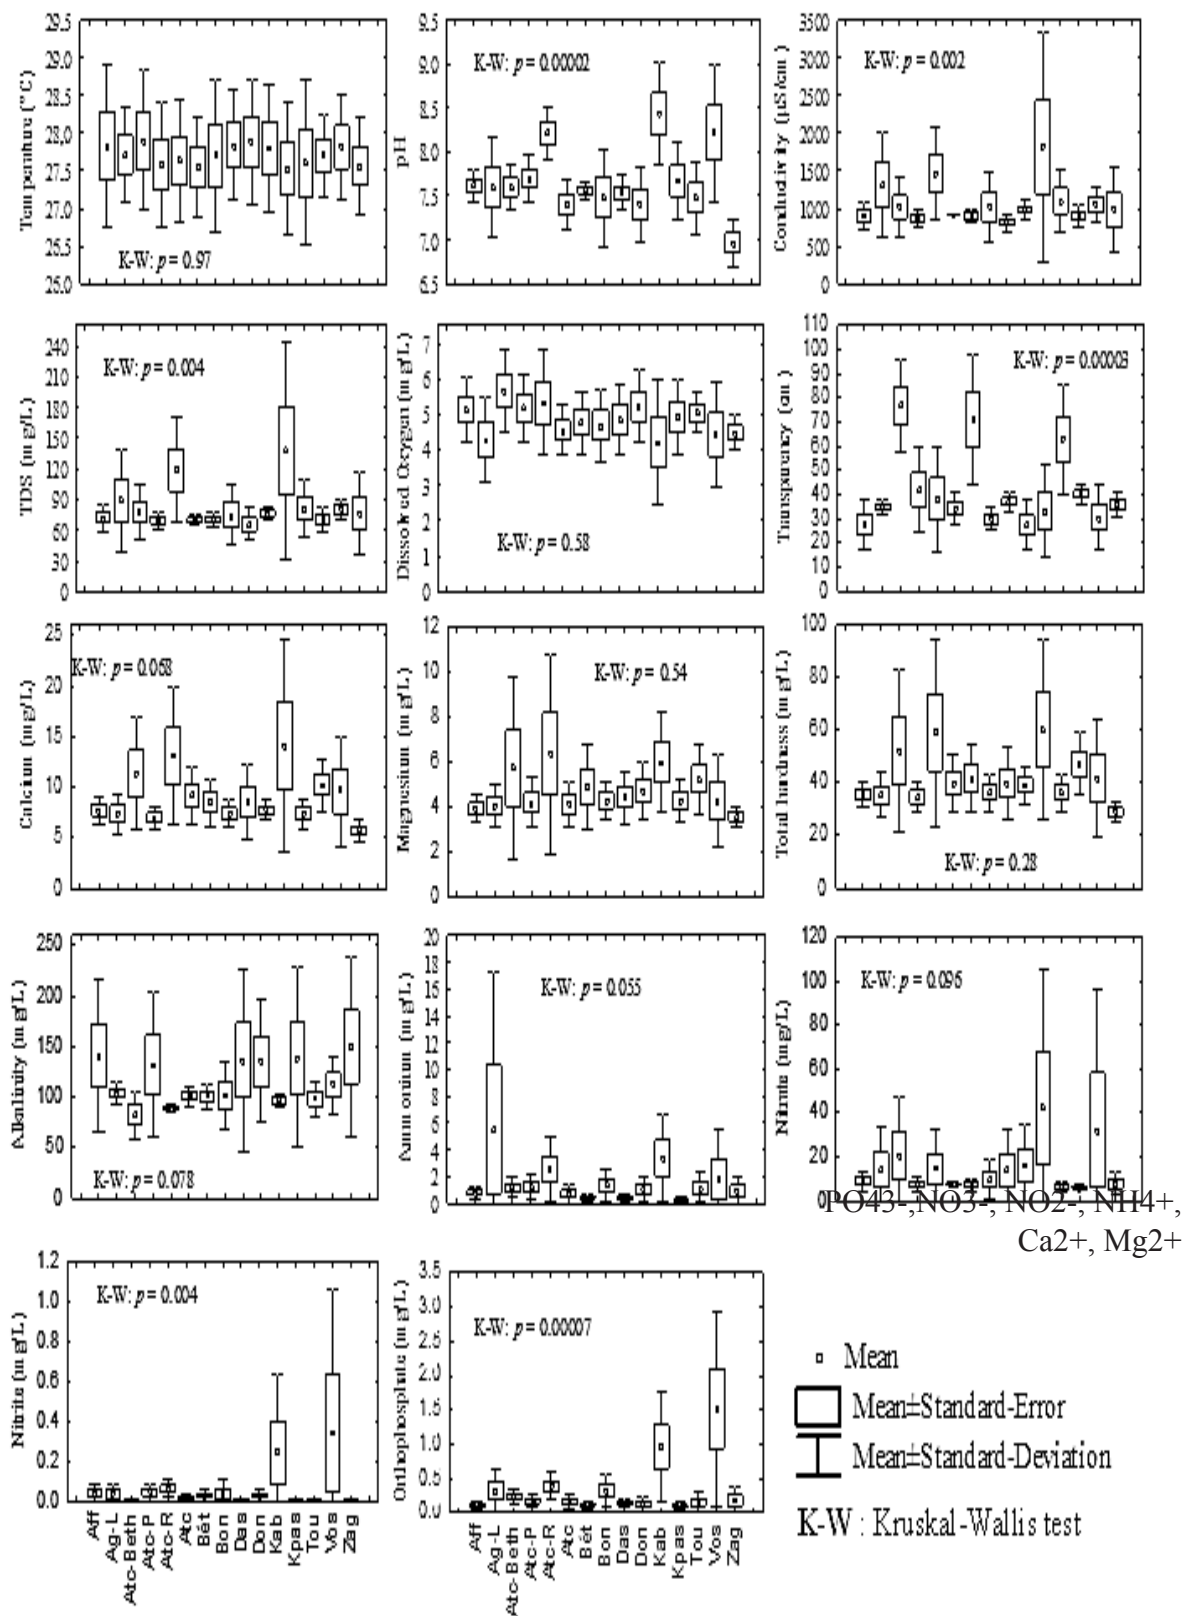 Temperature (°C)
29.5
29.0
28.5
28.0
27.5
27.0
26.5
25.0
K-W: p = 0.97
pH
9.5
9.0
8.5
8.0
7.5
7.0
6.5
K-W: p = 0.00002
Conductivity (µS/cm)
3500
3000
2500
2000
1500
1000
500
0
K-W: p = 0.002
TDS (mg/L)
240
210
180
150
120
90
60
30
0
K-W: p = 0.004
Dissolved Oxygen (mg/L)
7
6
5
4
3
2
1
0
K-W: p = 0.58
Transparency (cm)
110
100
90
80
70
60
50
40
30
20
10
0
K-W: p = 0.00003
Calcium (mg/L)
25
20
15
10
5
0
K-W: p = 0.068
Magnesium (mg/L)
12
10
8
6
4
2
0
K-W: p = 0.54
Total hardness (mg/L)
100
80
60
40
20
0
K-W: p = 0.28
Alkalinity (mg/L)
250
200
150
100
50
0
K-W: p = 0.078
Ammonium (mg/L)
20
18
16
14
12
10
8
6
4
2
0
K-W: p = 0.055
Nitrate (mg/L)
120
100
80
60
40
20
0
K-W: p = 0.096
PO43-,NO3-, NO2-, NH4+,
Ca2+, Mg2+
Nitrite (mg/L)
1.2
1.0
0.8
0.6
0.4
0.2
0.0
K-W: p = 0.004
Aff
Ag-L
Atc-Beth
Atc-P
Atc-R
Atc
Bét
Bon
Das
Don
Kab
Kpas
Tou
Vos
Zag
Orthophosphate (mg/L)
3.5
3.0
2.5
2.0
1.5
1.0
0.5
0.0
K-W: p = 0.00007
Aff
Ag-L
Atc-Beth
Atc-P
Atc-R
Atc
Bét
Bon
Das
Don
Kab
Kpas
Tou
Vos
Zag
Mean
Mean±Standard-Error
Mean±Standard-Deviation
K-W : Kruskal-Wallis test